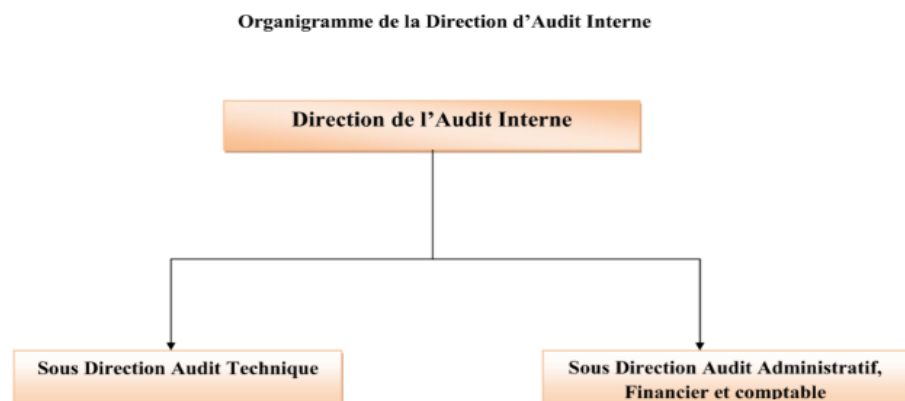 Organigramme de la Direction d’Audit Interne
Direction de l’Audit Interne
Sous Direction Audit Technique
Sous Direction Audit Administratif,
Financier et comptable